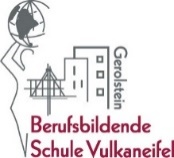 Gerolstein
Berufsbildende
Schule Vulkaneifel